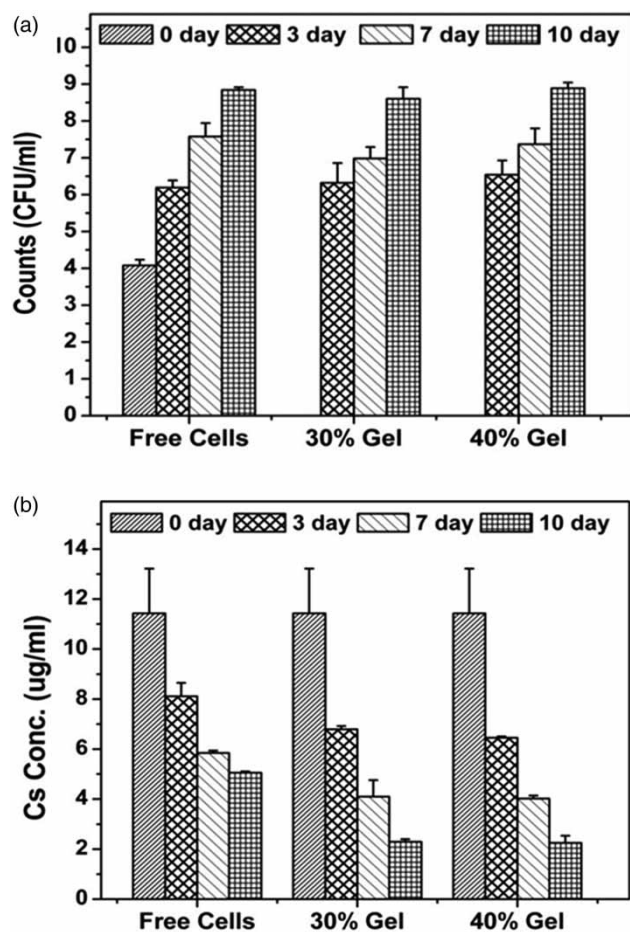 (a)
0 day 3 day 7 day 10 day
10
9
8
7
6
5
4
3
2
1
0
Counts (CFU/ml)
Free Cells 30% Gel 40% Gel
(b)
0 day 3 day 7 day 10 day
14
12
10
8
6
4
2
0
Cs Conc. (ug/ml)
Free Cells 30% Gel 40% Gel